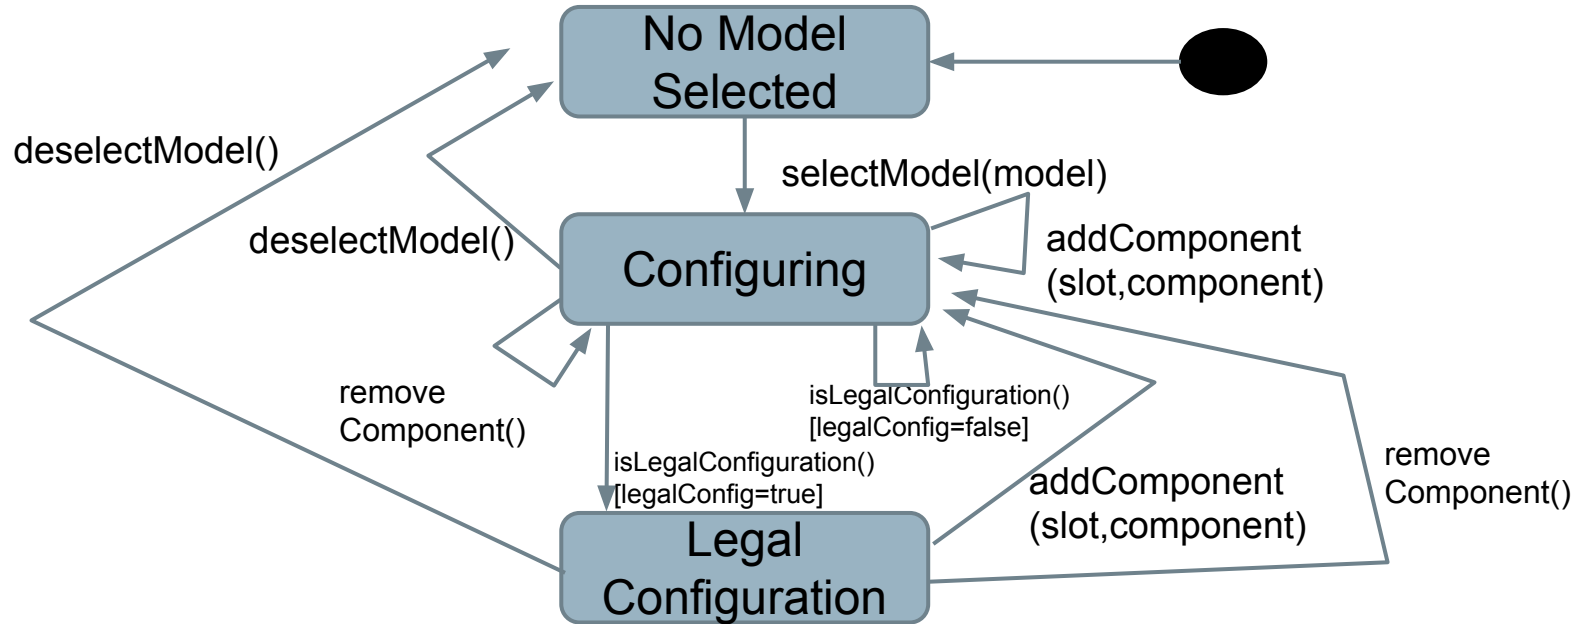 No Model
Selected
deselectModel()
selectModel(model)
deselectModel()
addComponent
(slot,component)
Configuring
remove
Component()
isLegalConfiguration()
[legalConfig=false]
isLegalConfiguration()
[legalConfig=true]
addComponent
(slot,component)
remove
Component()
Legal
Configuration